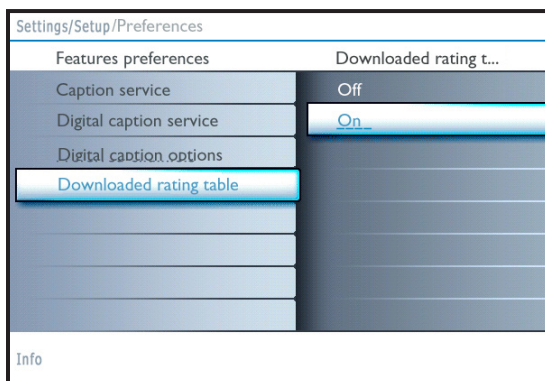 Settings/Setup/Preferences
Features preferences
Downloaded rating t...
Caption service
Off
Digital caption service
On
Digital caption options
Downloaded rating table
Info